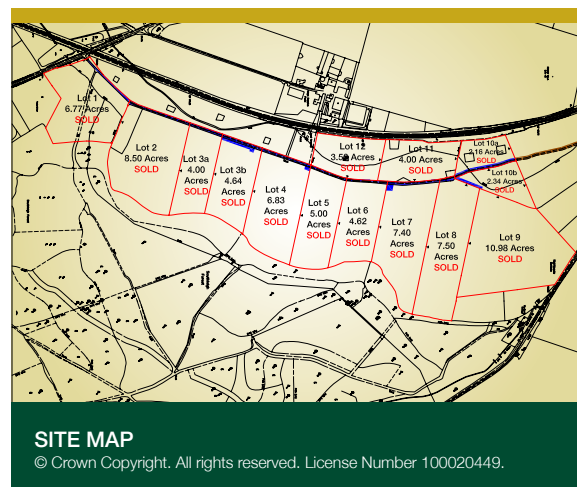 Lot 1
6.77 Acres
SOLD
Lot 2
8.50 Acres
SOLD
Lot 3a
4.00
Acres
SOLD
Lot 3b
4.64
Acres
SOLD
Lot 4
6.83
Acres
SOLD
Lot 5
5.00
Acres
SOLD
Lot 6
4.62
Acres
SOLD
Lot 7
7.40
Acres
SOLD
Lot 8
7.50
Acres
SOLD
Lot 9
10.98 Acres
SOLD
Lot 12
Acres
SOLD
Lot 11
4.00 Acres
SOLD
Lot 10a
2.16 Acres
SOLD
Lot 10b
2.34 Acres
SOLD
SITE MAP
© Crown Copyright. All rights reserved. License Number 100020449.